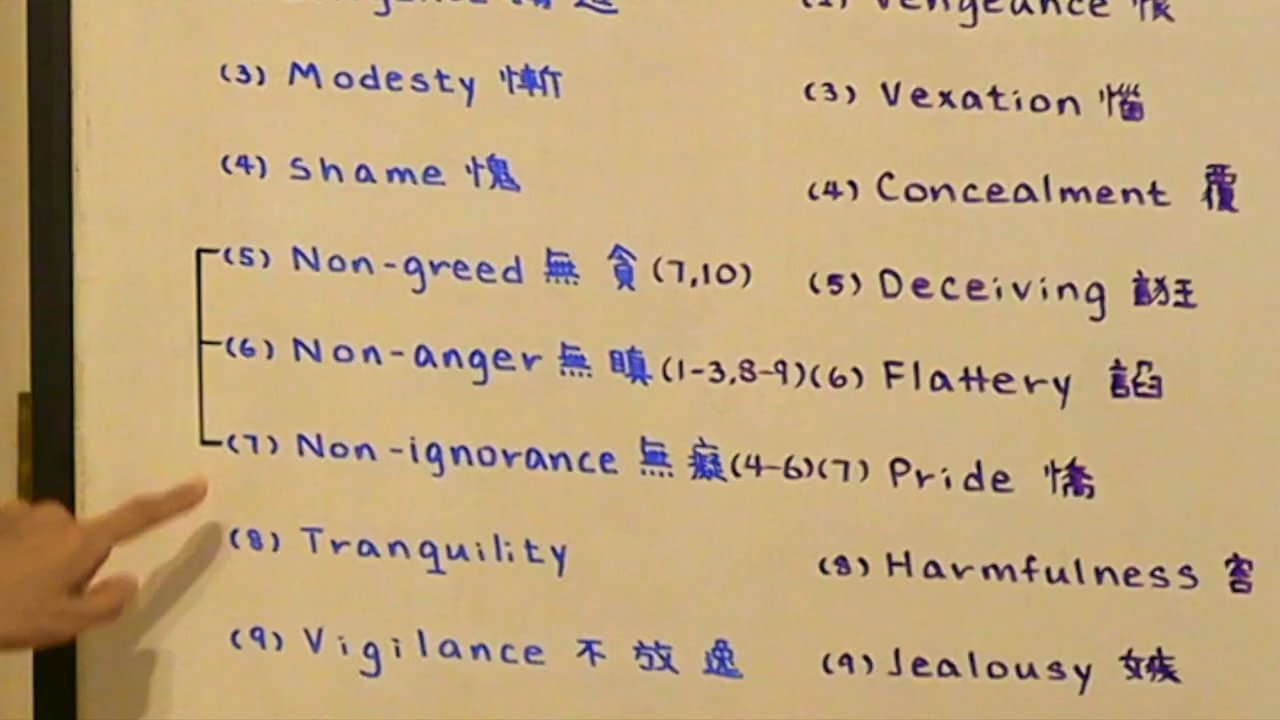 (3) Modesty 慚
(4) Shame 愧
(5) Non-greed 無 貪 (7,10)
(6) Non-anger 無 瞋 (1-3,8-9)
(7) Non-ignorance 無 癡 (4-6)
(8) Tranquility
(9) Vigilance 不 放 逸
Vengeance 恨
(3) Vexation 惱
(4) Concealment 覆
(5) Deceiving 誑
(6) Flattery 諂
(7) Pride 憍
(8) Harmfulness 害
(9) Jealousy 嫉